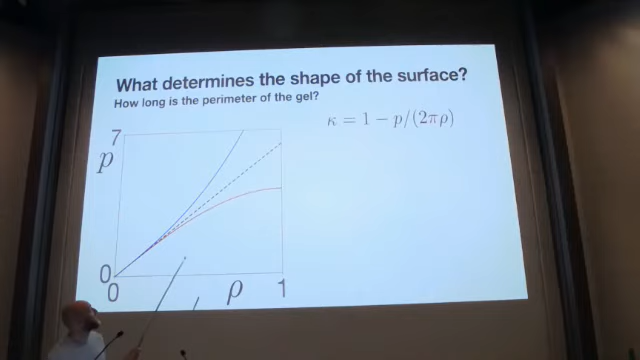 What determines the shape of the surface?
How long is the perimeter of the gel?
κ = 1 − p/(2πρ)
7
p
0
0
ρ
1